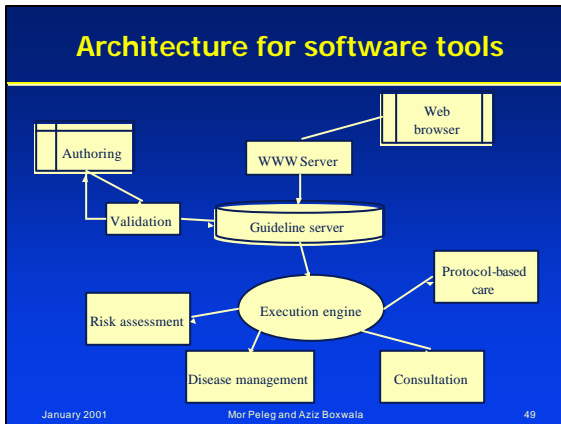 Architecture for software tools
Web
browser
Authoring
WWW Server
Validation
Guideline server
Protocol-based
care
Risk assessment
Execution engine
Disease management
Consultation
January 2001
Mor Peleg and Aziz Boxwala
49